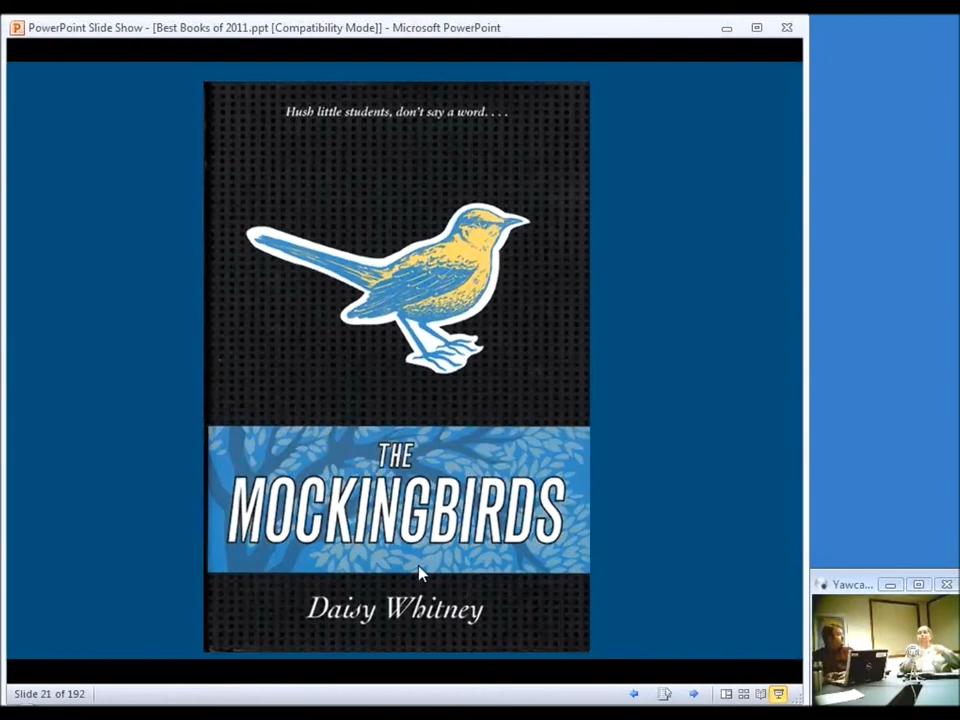 PowerPoint Slide Show - [Best Books of 2011.ppt [Compatibility Mode]] - Microsoft PowerPoint
Hush little students, don't say a word. . . .
THE
MOCKINGBIRDS
Daisy Whitney
Yawca...
Slide 21 of 192